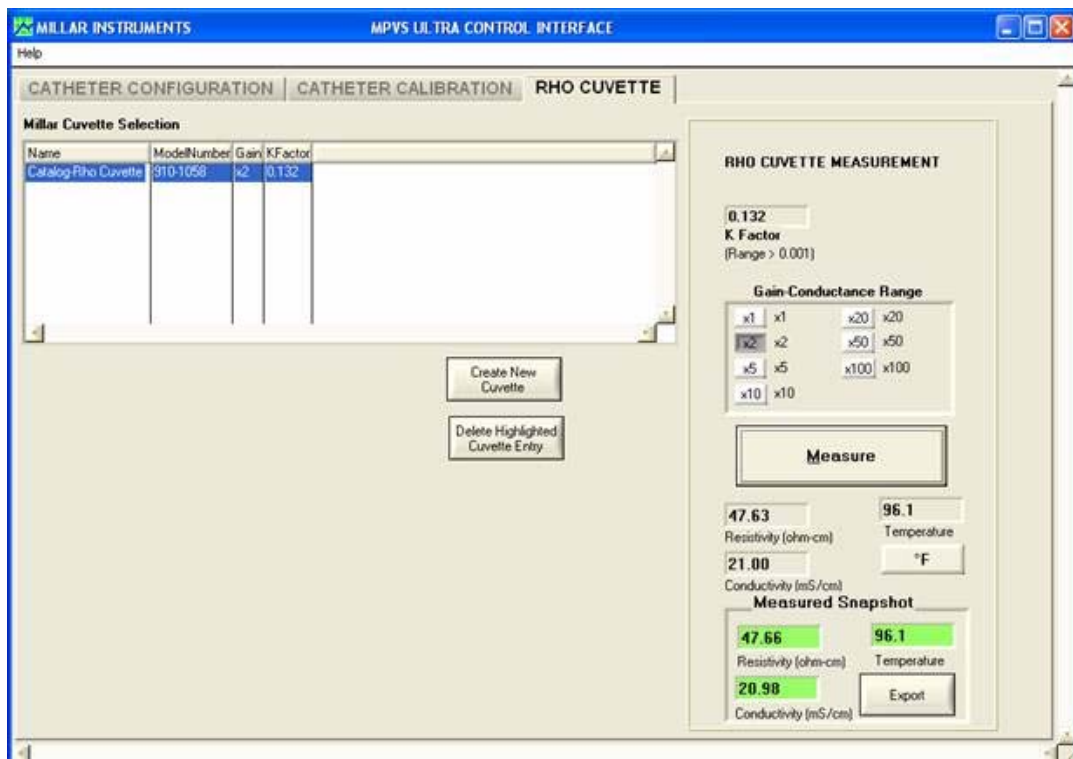 MILLAR INSTRUMENTS MPVS ULTRA CONTROL INTERFACE
Help
CATHETER CONFIGURATION CATHETER CALIBRATION RHO CUVETTE
Millar Cuvette Selection
Name ModelNumber Gain KFactor
Catalog-Rho Cuvette 910-1058 x2 0.132
Create New
Cuvette
Delete Highlighted
Cuvette Entry
RHO CUVETTE MEASUREMENT
0.132
K Factor
(Range > 0.001)
Gain-Conductance Range
x1 x1 x20 x20
x2 x2 x50 x50
x5 x5 x100 x100
x10 x10
Measure
47.63 96.1
Resistivity (ohm-cm) Temperature
21.00 °F
Conductivity (mS/cm)
Measured Snapshot
47.66 96.1
Resistivity (ohm-cm) Temperature
20.98 Export
Conductivity (mS/cm)